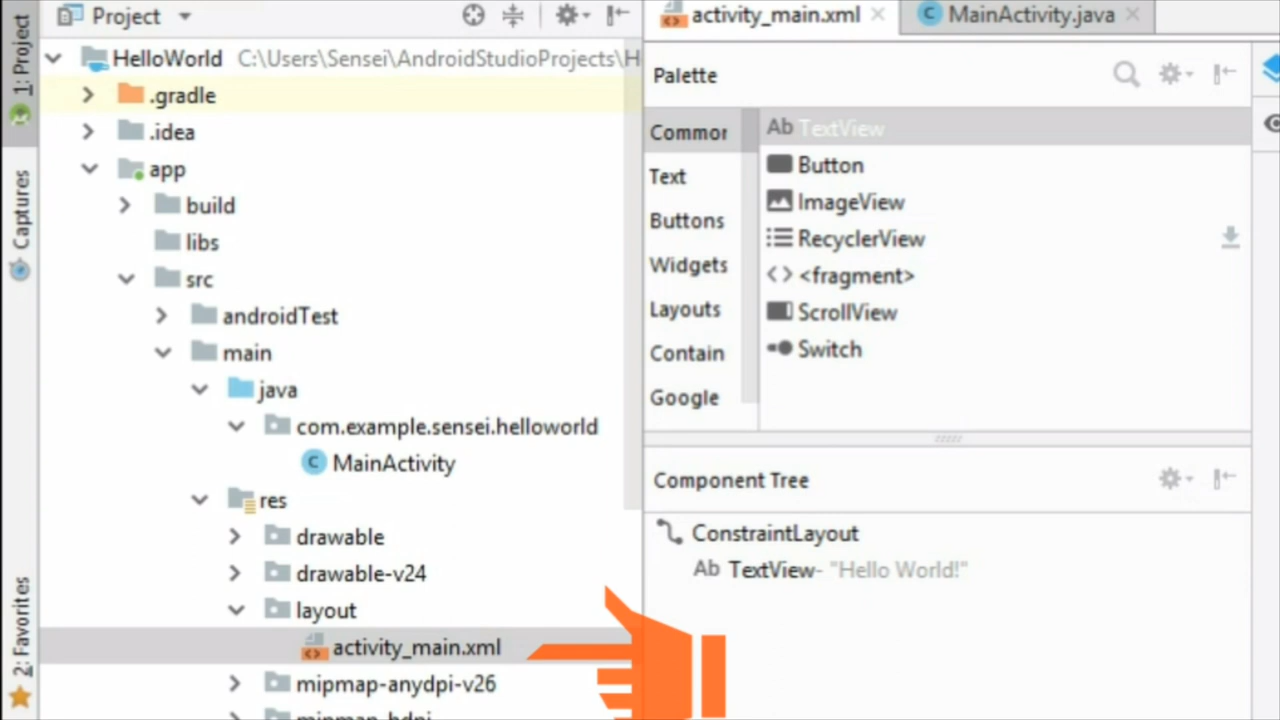 1: Project
Captures
2: Favorites
Project
HelloWorld C:\Users\Sensei\AndroidStudioProjects\H
.gradle
.idea
app
build
libs
src
androidTest
main
java
com.example.sensei.helloworld
C MainActivity
res
drawable
drawable-v24
layout
activity_main.xml
mipmap-anydpi-v26
mipmap-hdpi
activity_main.xml
C MainActivity.java
Palette
Commor
Text
Buttons
Widgets
Layouts
Contain
Google
Ab TextView
Button
ImageView
RecyclerView
<fragment>
ScrollView
Switch
Component Tree
ConstraintLayout
Ab TextView- "Hello World!"